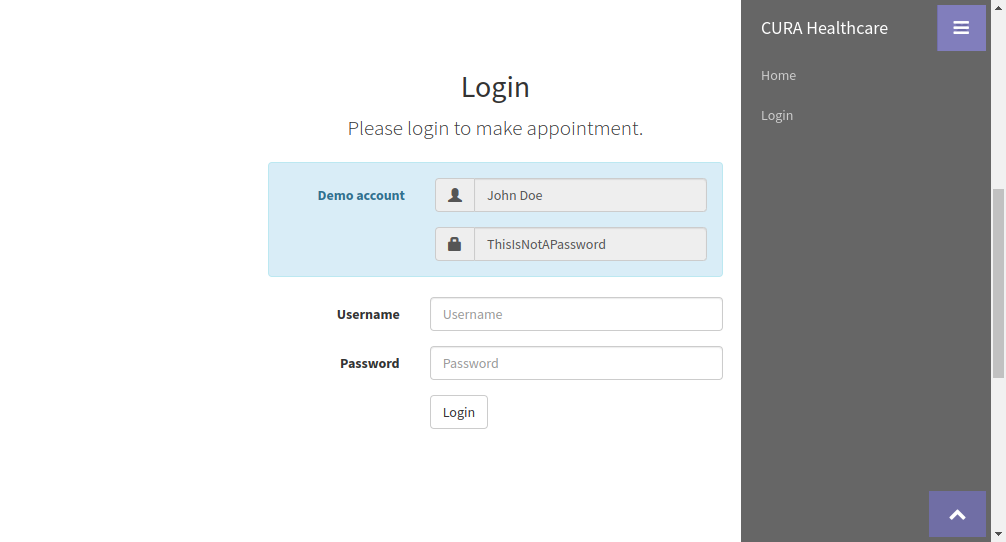 CURA Healthcare
Home
Login
Login
Please login to make appointment.
Demo account
John Doe
ThisIsNotAPassword
Username
Username
Password
Password
Login